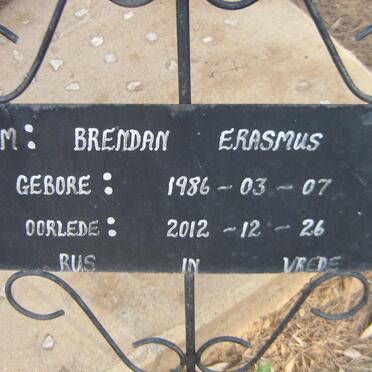 M: BRENDAN ERASMUS
GEBORE: 1986-03-07
OORLEDE: 2012-12-26
RUS IN VREDE